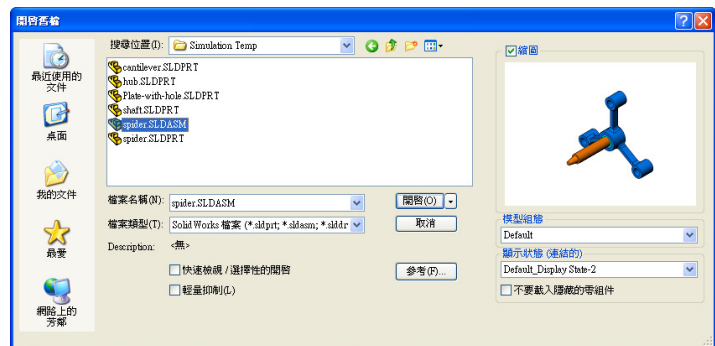 開啟舊檔
搜尋位置(I):
Simulation Temp
縮圖
最近使用的
文件
桌面
我的文件
最愛
網路上的
芳鄰
cantilever.SLDPRT
hub.SLDPRT
Plate-with-hole.SLDPRT
shaft.SLDPRT
spider.SLDASM
spider.SLDPRT
檔案名稱(N):
spider.SLDASM
開啟(O)
檔案類型(T):
SolidWorks 檔案 (*.sldprt; *.sldasm; *.slddr
取消
Description:
<無>
快速檢視 / 選擇性的開啟
參考(F)...
輕量抑制(L)
模型組態
Default
顯示狀態 (連結的)
Default_Display State-2
不要載入隱藏的零組件